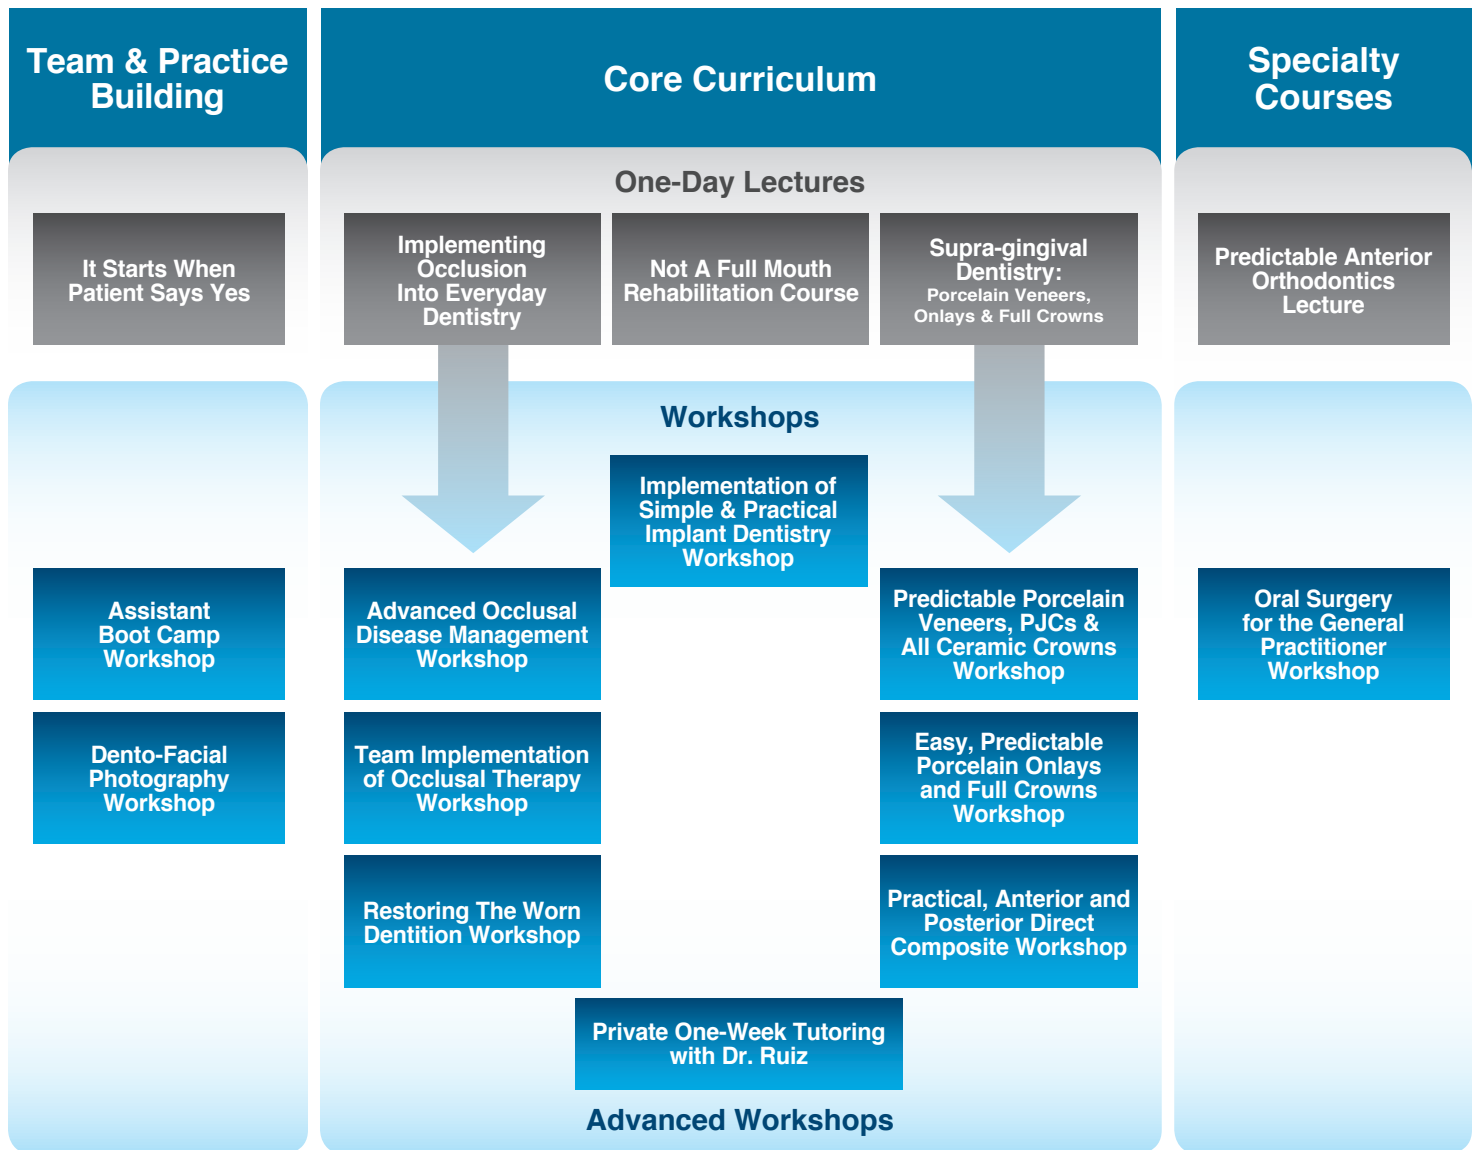 Team & Practice
Building
Core Curriculum
Specialty
Courses
One-Day Lectures
It Starts When
Patient Says Yes
Implementing
Occlusion
Into Everyday
Dentistry
Not A Full Mouth
Rehabilitation Course
Supra-gingival
Dentistry:
Porcelain Veneers,
Onlays & Full Crowns
Predictable Anterior
Orthodontics
Lecture
Workshops
Implementation of
Simple & Practical
Implant Dentistry
Workshop
Assistant
Boot Camp
Workshop
Advanced Occlusal
Disease Management
Workshop
Predictable Porcelain
Veneers, PJCs &
All Ceramic Crowns
Workshop
Oral Surgery
for the General
Practitioner
Workshop
Dento-Facial
Photography
Workshop
Team Implementation
of Occlusal Therapy
Workshop
Easy, Predictable
Porcelain Onlays
and Full Crowns
Workshop
Restoring The Worn
Dentition Workshop
Practical, Anterior and
Posterior Direct
Composite Workshop
Private One-Week Tutoring
with Dr. Ruiz
Advanced Workshops